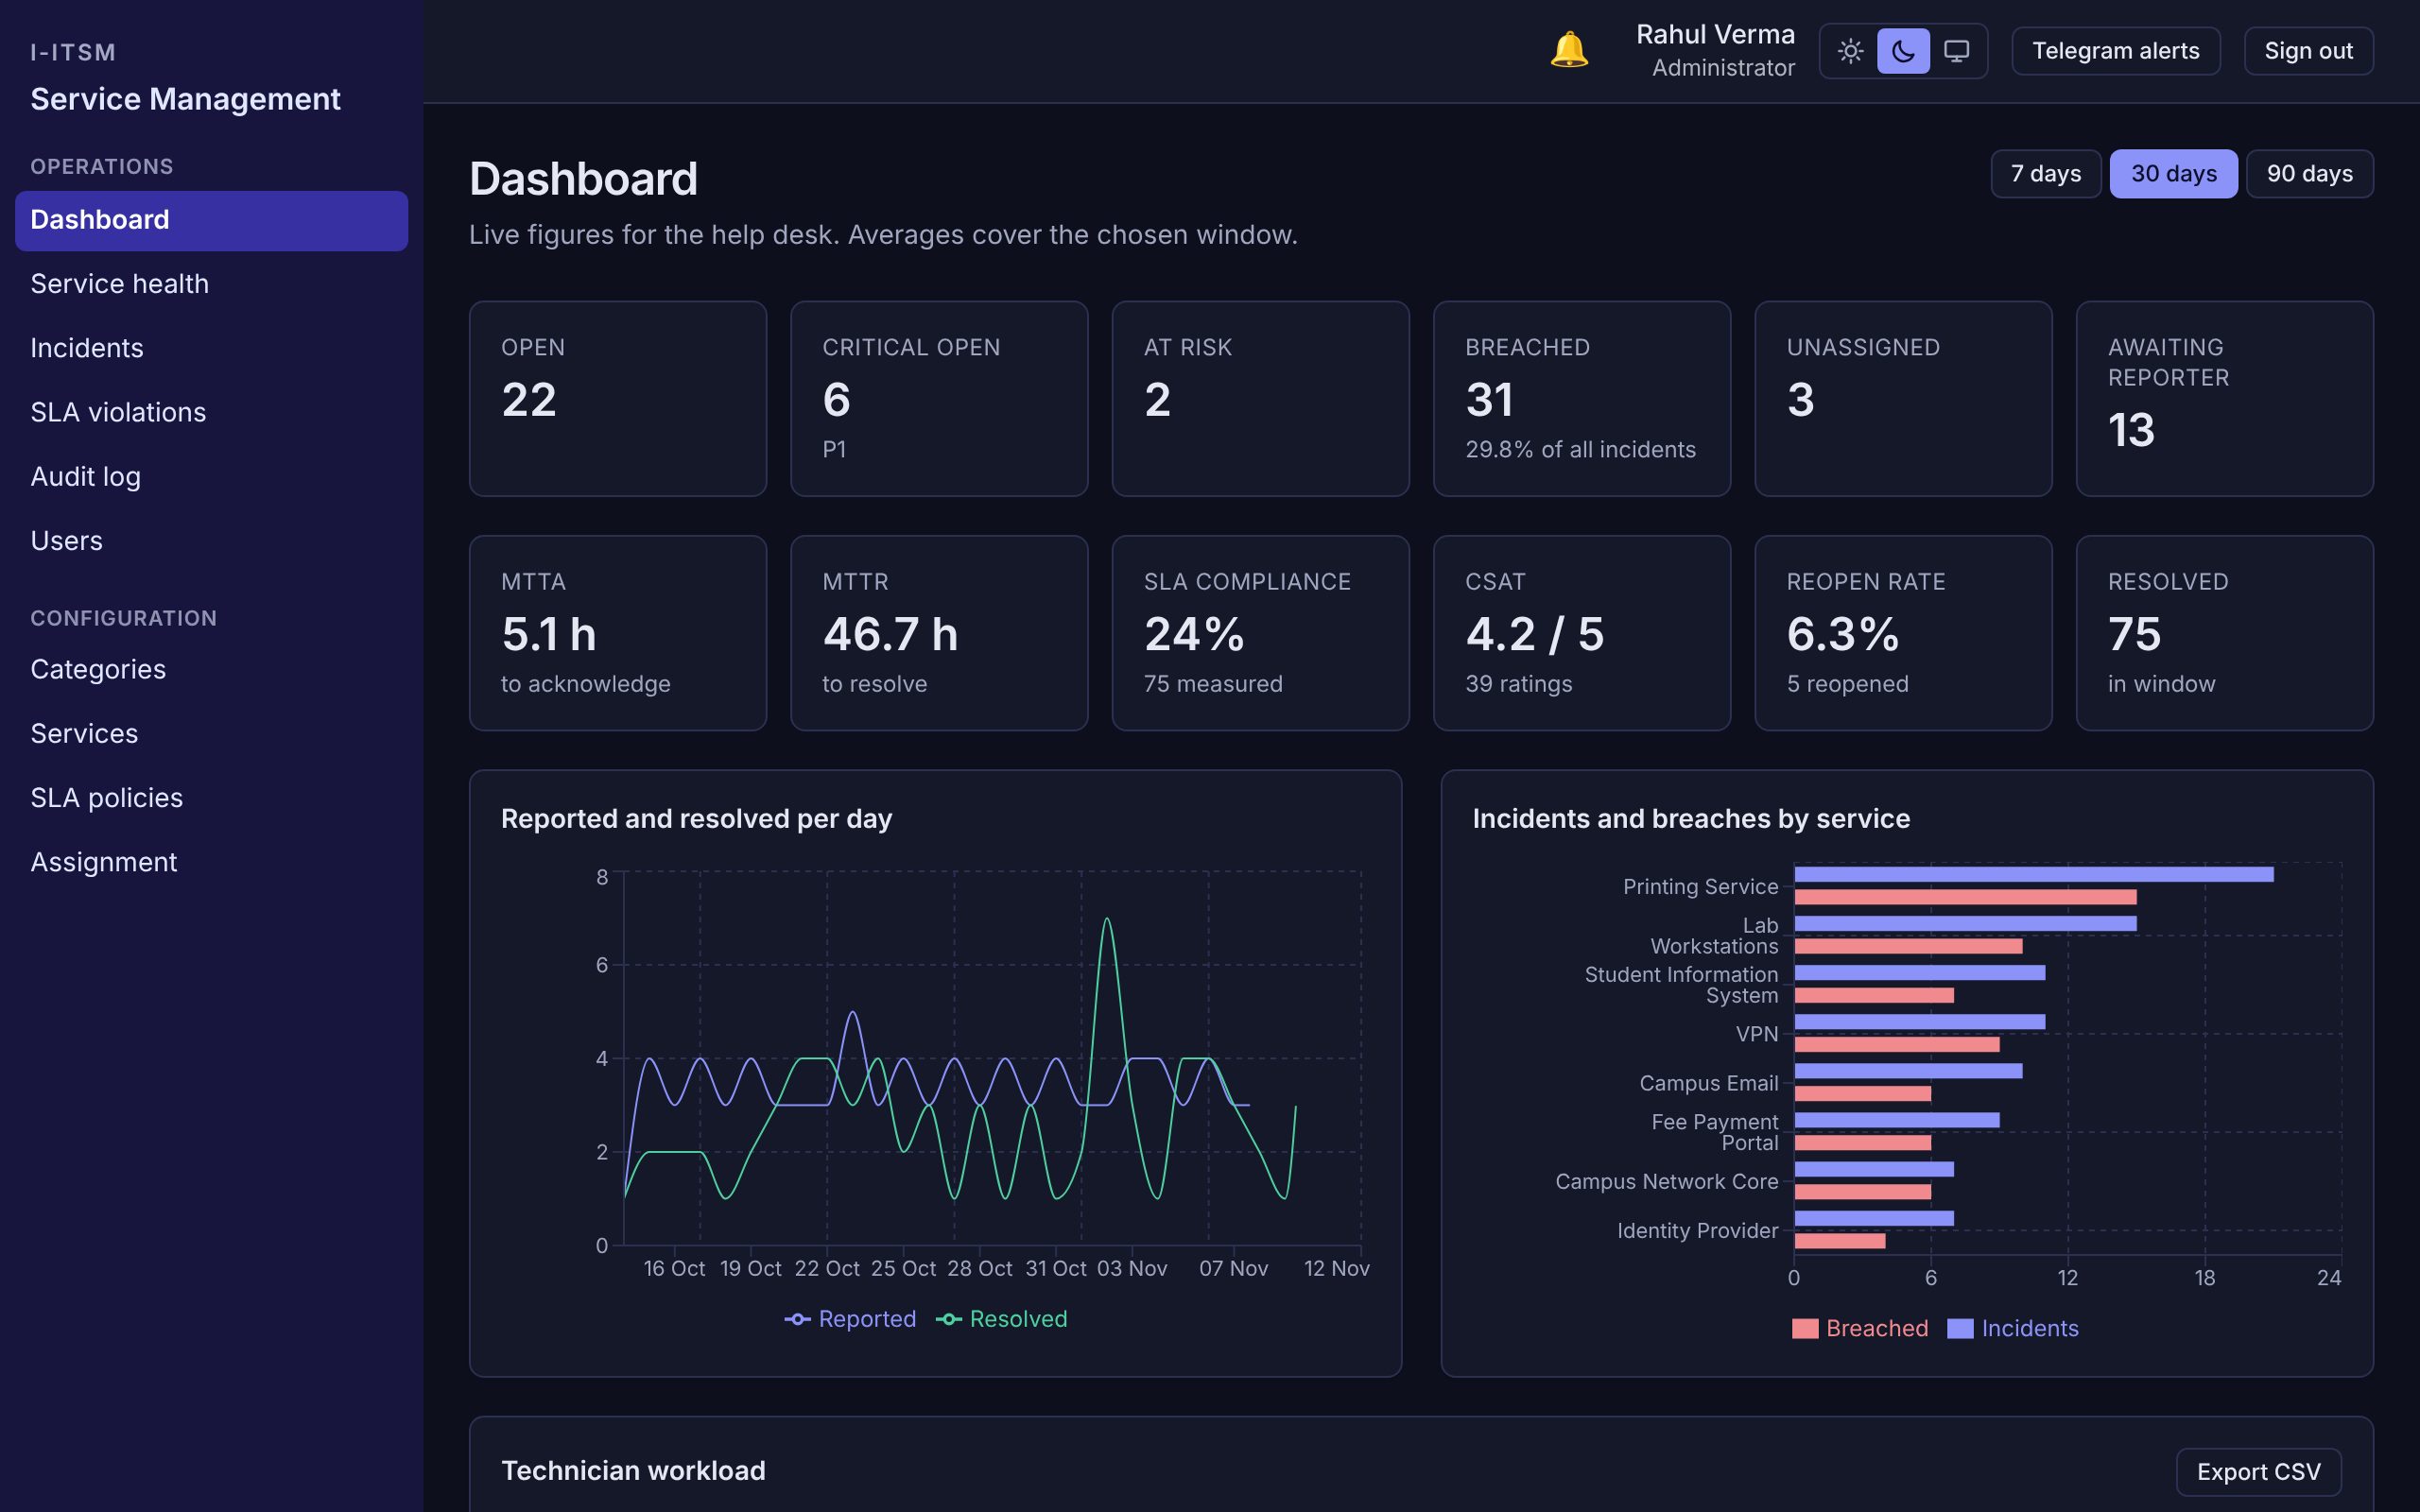 I-ITSM
Service Management
OPERATIONS
Dashboard
Service health
Incidents
SLA violations
Audit log
Users
CONFIGURATION
Categories
Services
SLA policies
Assignment
Rahul Verma
Administrator
Telegram alerts
Sign out
Dashboard
Live figures for the help desk. Averages cover the chosen window.
7 days
30 days
90 days
OPEN
22
CRITICAL OPEN
6
P1
AT RISK
2
BREACHED
31
29.8% of all incidents
UNASSIGNED
3
AWAITING
REPORTER
13
MTTA
5.1 h
to acknowledge
MTTR
46.7 h
to resolve
SLA COMPLIANCE
24%
75 measured
CSAT
4.2 / 5
39 ratings
REOPEN RATE
6.3%
5 reopened
RESOLVED
75
in window
Reported and resolved per day
8
6
4
2
0
16 Oct 19 Oct 22 Oct 25 Oct 28 Oct 31 Oct 03 Nov 07 Nov 12 Nov
Reported Resolved
Incidents and breaches by service
Printing Service
Lab
Workstations
Student Information
System
VPN
Campus Email
Fee Payment
Portal
Campus Network Core
Identity Provider
0 6 12 18 24
Breached Incidents
Technician workload
Export CSV